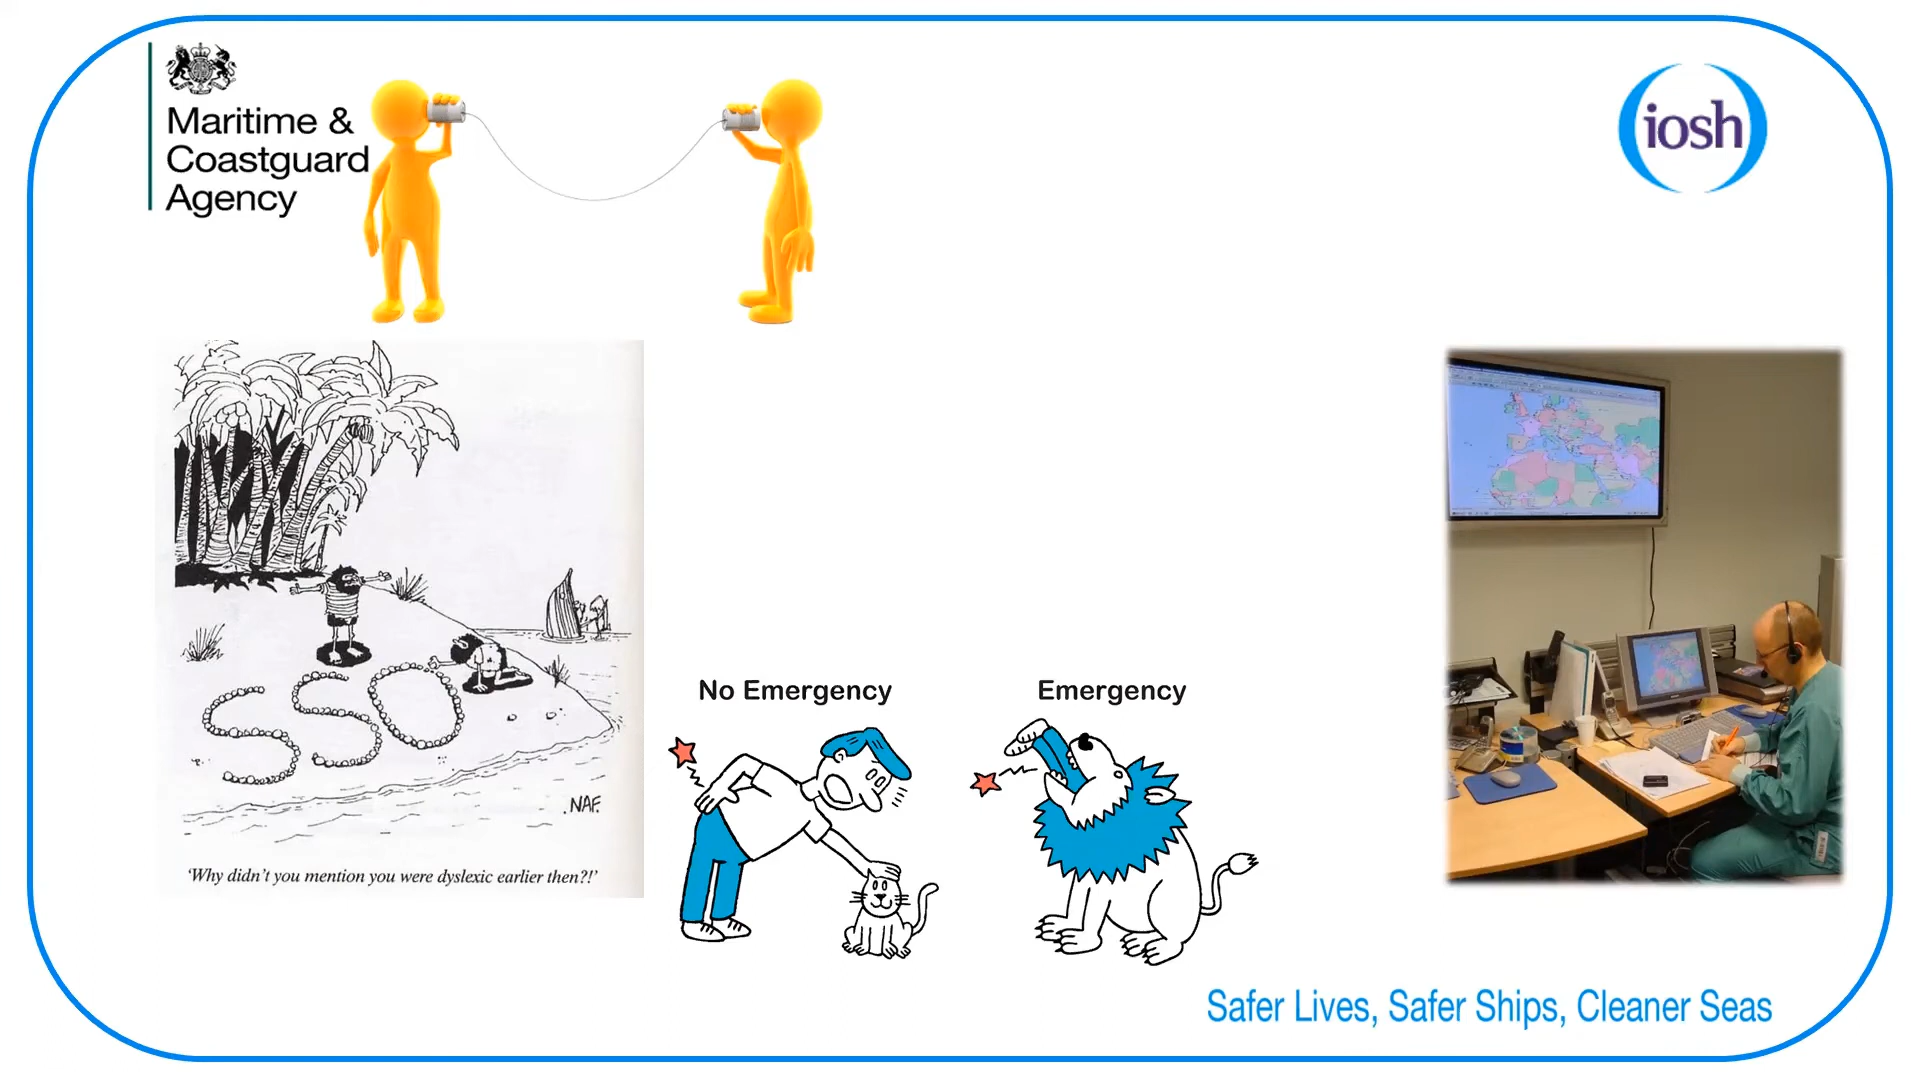 Maritime &
Coastguard
Agency
iosh
SSO
.NAF.
'Why didn't you mention you were dyslexic earlier then?!'
No Emergency
Emergency
Safer Lives, Safer Ships, Cleaner Seas